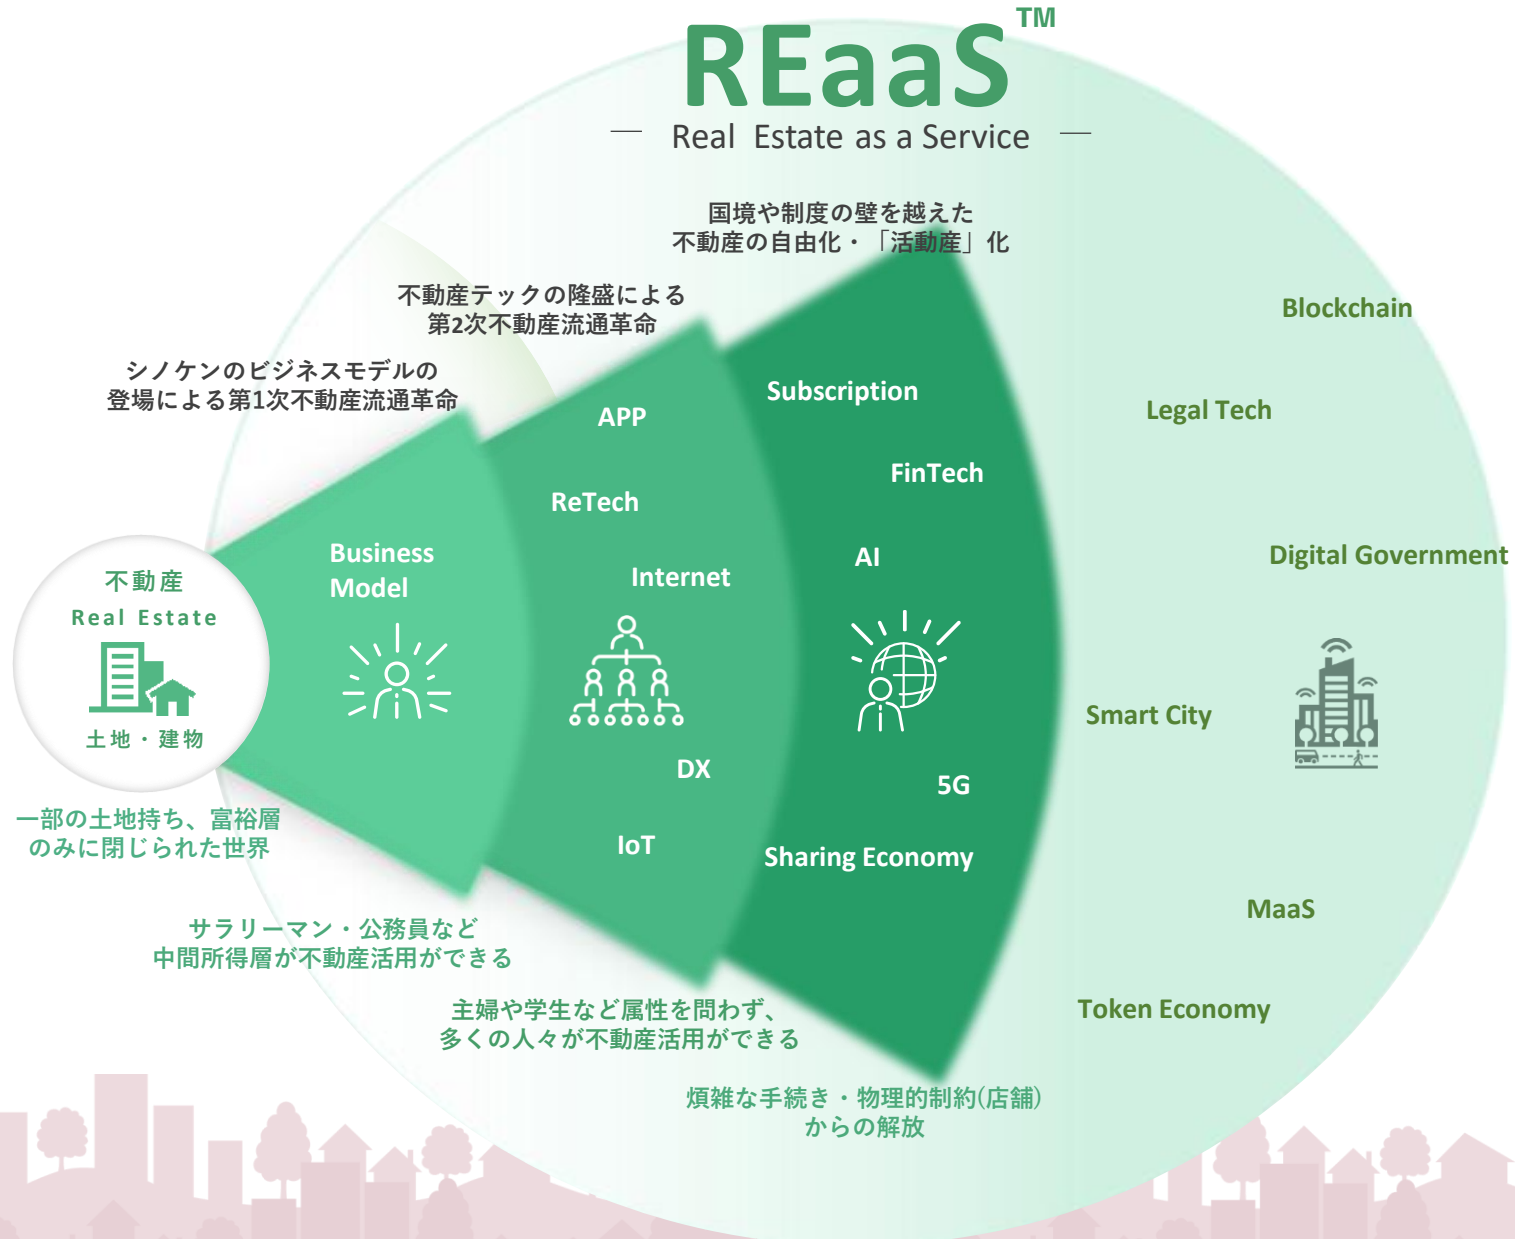 REaaS™
Real Estate as a Service
国境や制度の壁を越えた
不動産の自由化・「活動産」化
不動産テックの隆盛による
第2次不動産流通革命
シノケンのビジネスモデルの
登場による第1次不動産流通革命
不動産
Real Estate
土地・建物
一部の土地持ち、富裕層
のみに閉じられた世界
Business
Model
サラリーマン・公務員など
中間所得層が不動産活用ができる
APP
ReTech
Internet
DX
IoT
主婦や学生など属性を問わず、
多くの人々が不動産活用ができる
Subscription
FinTech
AI
5G
Sharing Economy
煩雑な手続き・物理的制約(店舗)
からの解放
Blockchain
Legal Tech
Digital Government
Smart City
MaaS
Token Economy